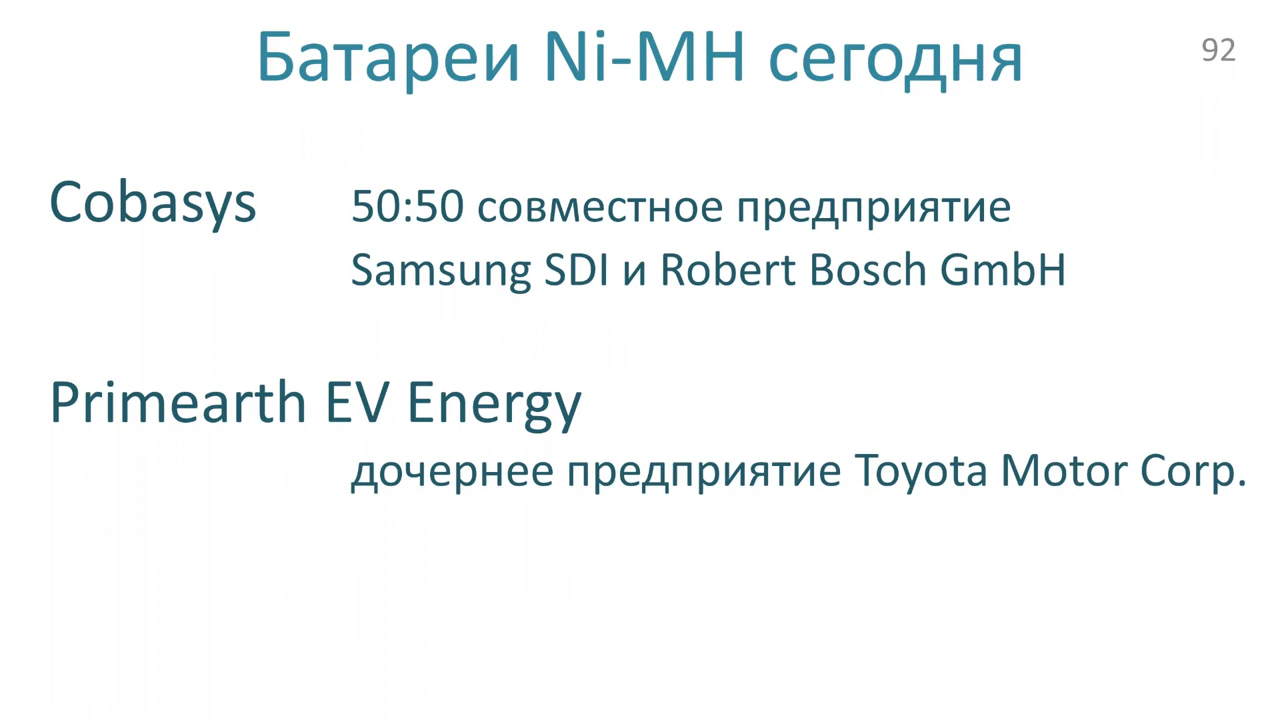 Батареи Ni-MH сегодня
92
Cobasys 50:50 совместное предприятие
Samsung SDI и Robert Bosch GmbH
Primearth EV Energy
дочернее предприятие Toyota Motor Corp.